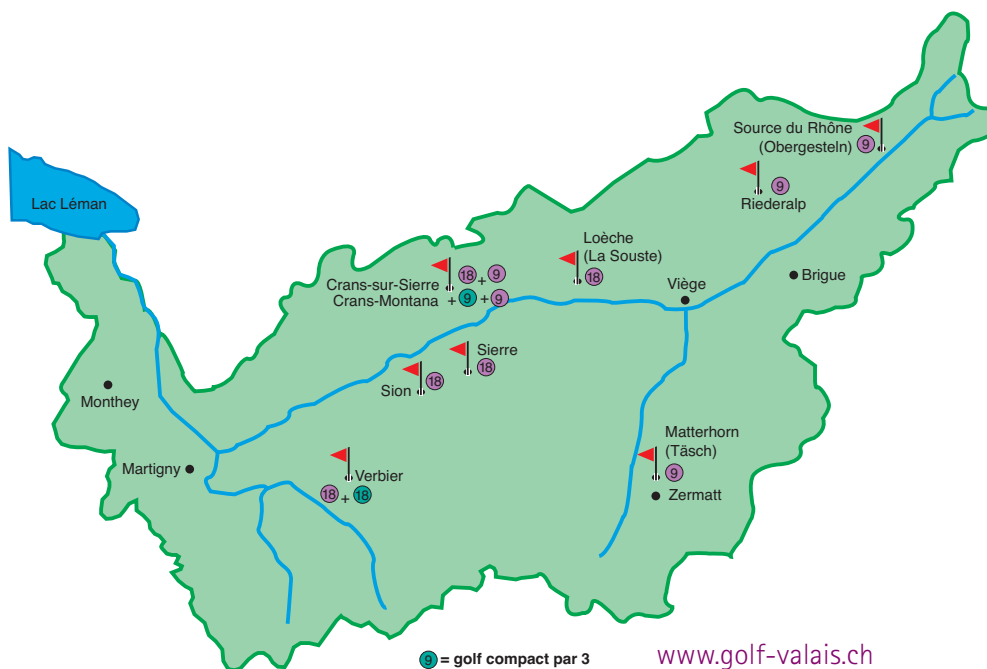 Source du Rhône
(Obergesteln) 9
9
Riederalp
Lac Léman
Loèche
(La Souste)
18
Crans-sur-Sierre 18 + 9
Crans-Montana + 9 + 9
Viège
Brigue
Sierre
18
Sion 18
Monthey
Matterhorn
(Täsch)
9
Martigny
Verbier
18 + 18
Zermatt
9 = golf compact par 3
www.golf-valais.ch